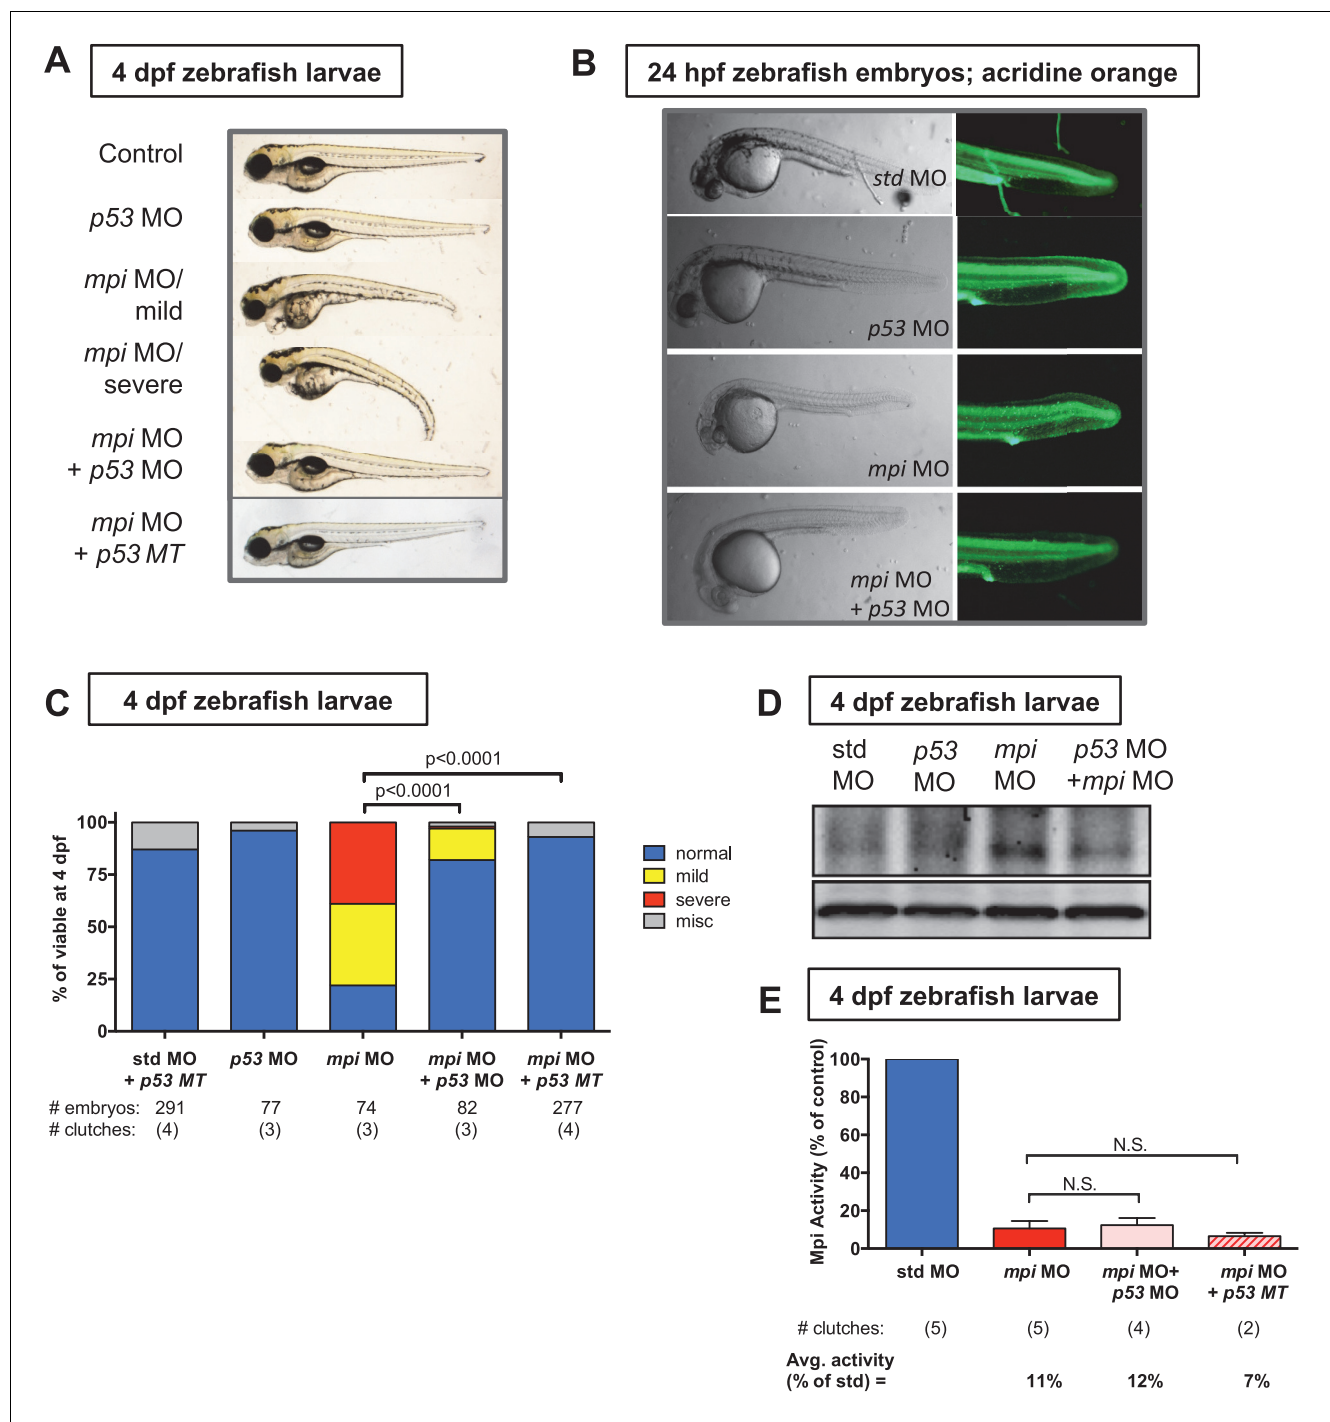 A
4 dpf zebrafish larvae
Control
p53 MO
mpi MO/
mild
mpi MO/
severe
mpi MO
+ p53 MO
mpi MO
+ p53 MT
B
24 hpf zebrafish embryos; acridine orange
std MO
p53 MO
mpi MO
mpi MO
+ p53 MO
C
4 dpf zebrafish larvae
p<0.0001
p<0.0001
% of viable at 4 dpf
100
75
50
25
0
normal
mild
severe
misc
std MO
+ p53 MT
p53 MO
mpi MO
mpi MO
+ p53 MO
mpi MO
+ p53 MT
# embryos: 291 77 74 82 277
# clutches: (4) (3) (3) (3) (4)
D
4 dpf zebrafish larvae
std
MO
p53
MO
mpi
MO
p53 MO
+mpi MO
E
4 dpf zebrafish larvae
Mpi Activity (% of control)
100
80
60
40
20
0
N.S.
N.S.
std MO
mpi MO
mpi MO+
p53 MO
mpi MO
+ p53 MT
# clutches: (5) (5) (4) (2)
Avg. activity
(% of std) = 11% 12% 7%